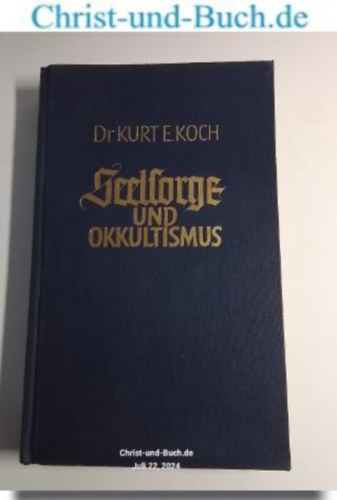 Christ-und-Buch.de
Dr KURT E.KOCH
Seelsorge
UND
OKKULTISMUS
Christ-und-Buch.de
Juli 22, 2024